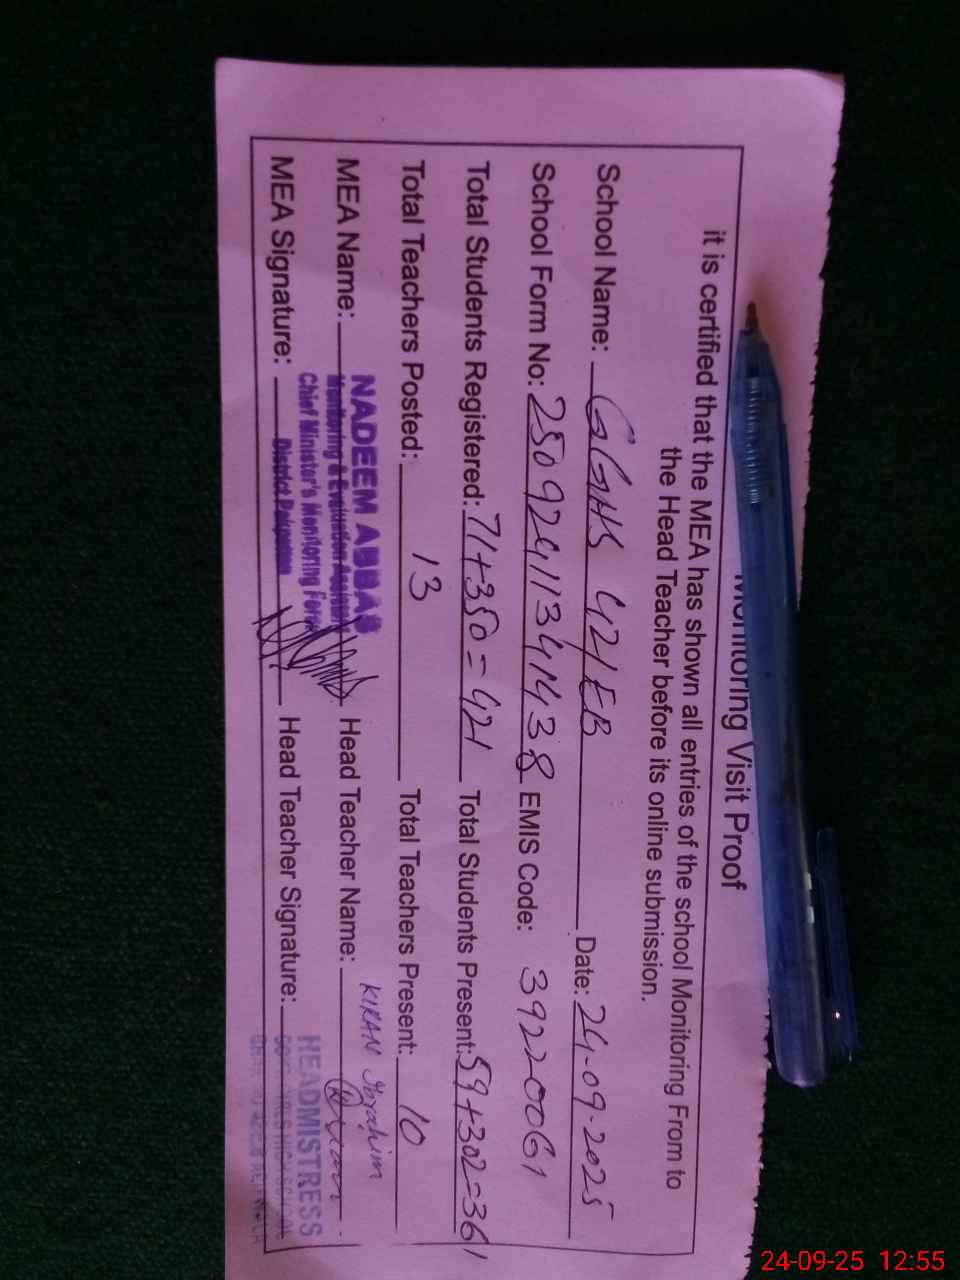 Monitoring Visit Proof
it is certified that the MEA has shown all entries of the school Monitoring From to
the Head Teacher before its online submission.
School Name: GGHS 42/EB Date: 24-09-2025
School Form No: 25092411341438 EMIS Code: 39220061
Total Students Registered: 71+350=421 Total Students Present: 59+302=361
Total Teachers Posted: 13 Total Teachers Present: 10
MEA Name: NADEEM ABBAS Head Teacher Name: KIRAN Ibrahim
Monitoring & Evaluation Assistant
Chief Minister's Monitoring Force
District Pakpattan
MEA Signature: Head Teacher Signature:
HEADMISTRESS
HIGH SCHOOL
24-09-25 12:55